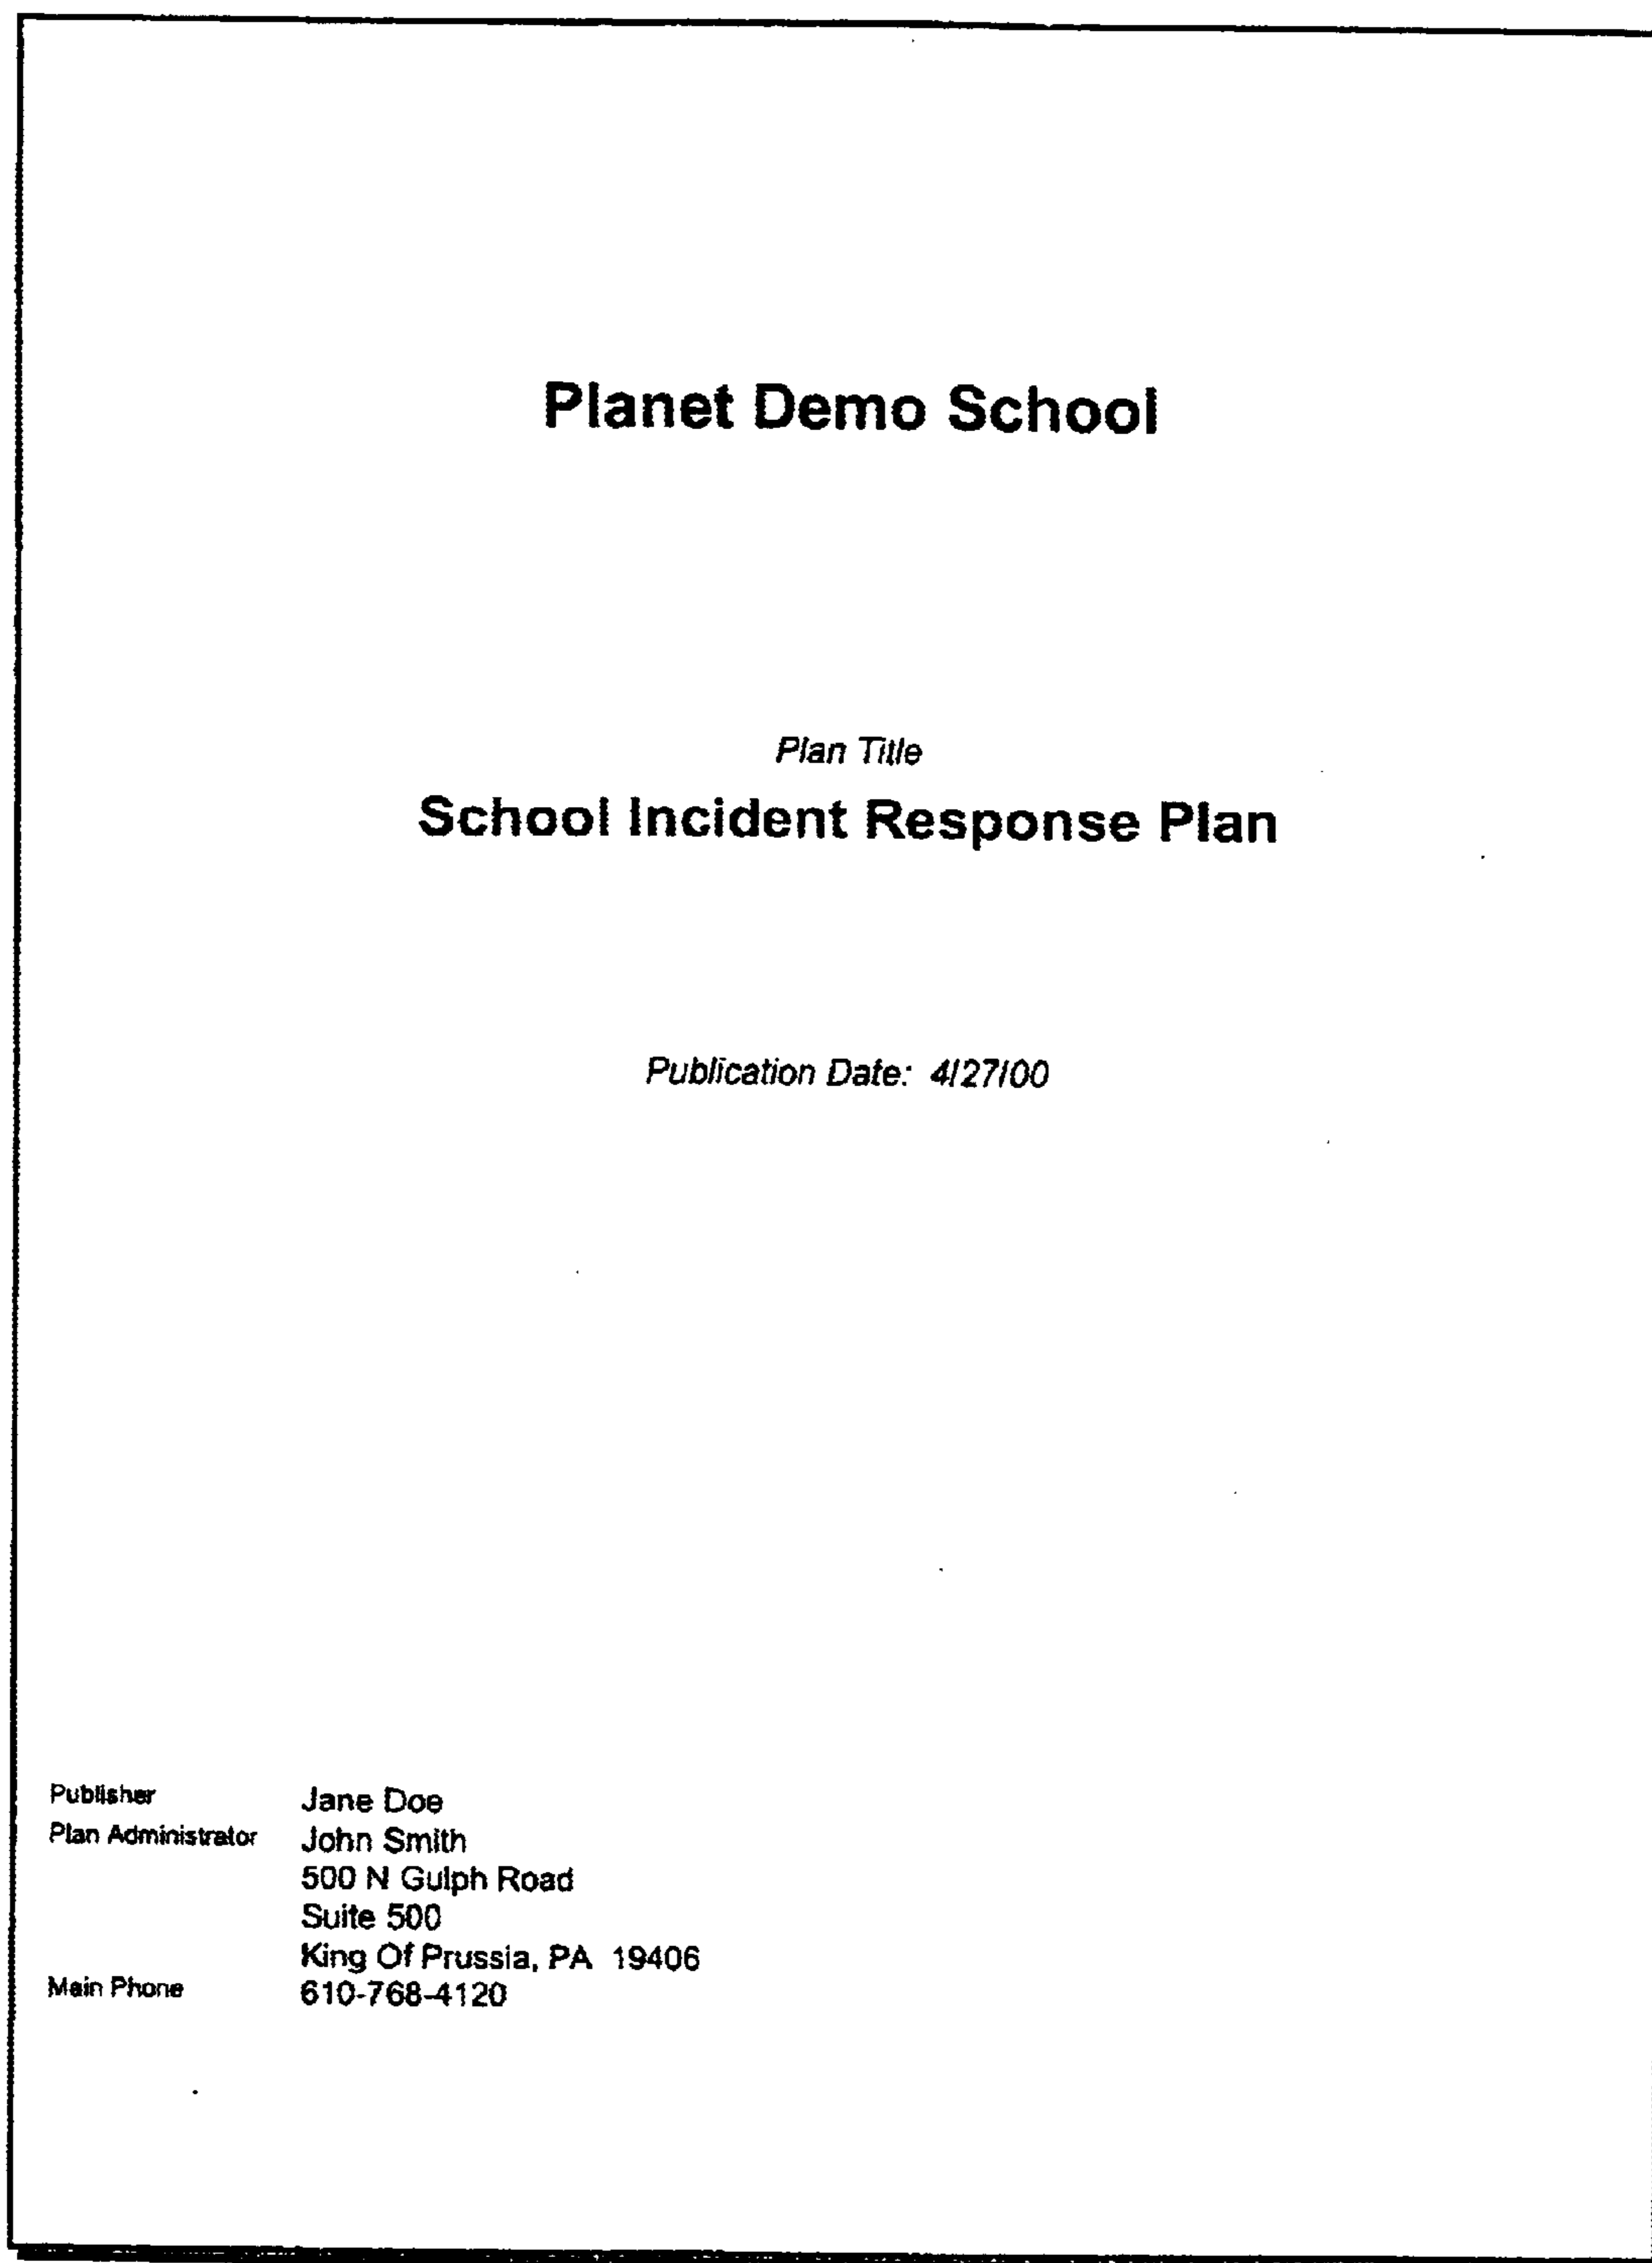 Planet Demo School
Plan Title
School Incident Response Plan
Publication Date: 4/27/00
Publisher Jane Doe
Plan Administrator John Smith
500 N Gulph Road
Suite 500
King Of Prussia, PA 19406
Main Phone 610-768-4120